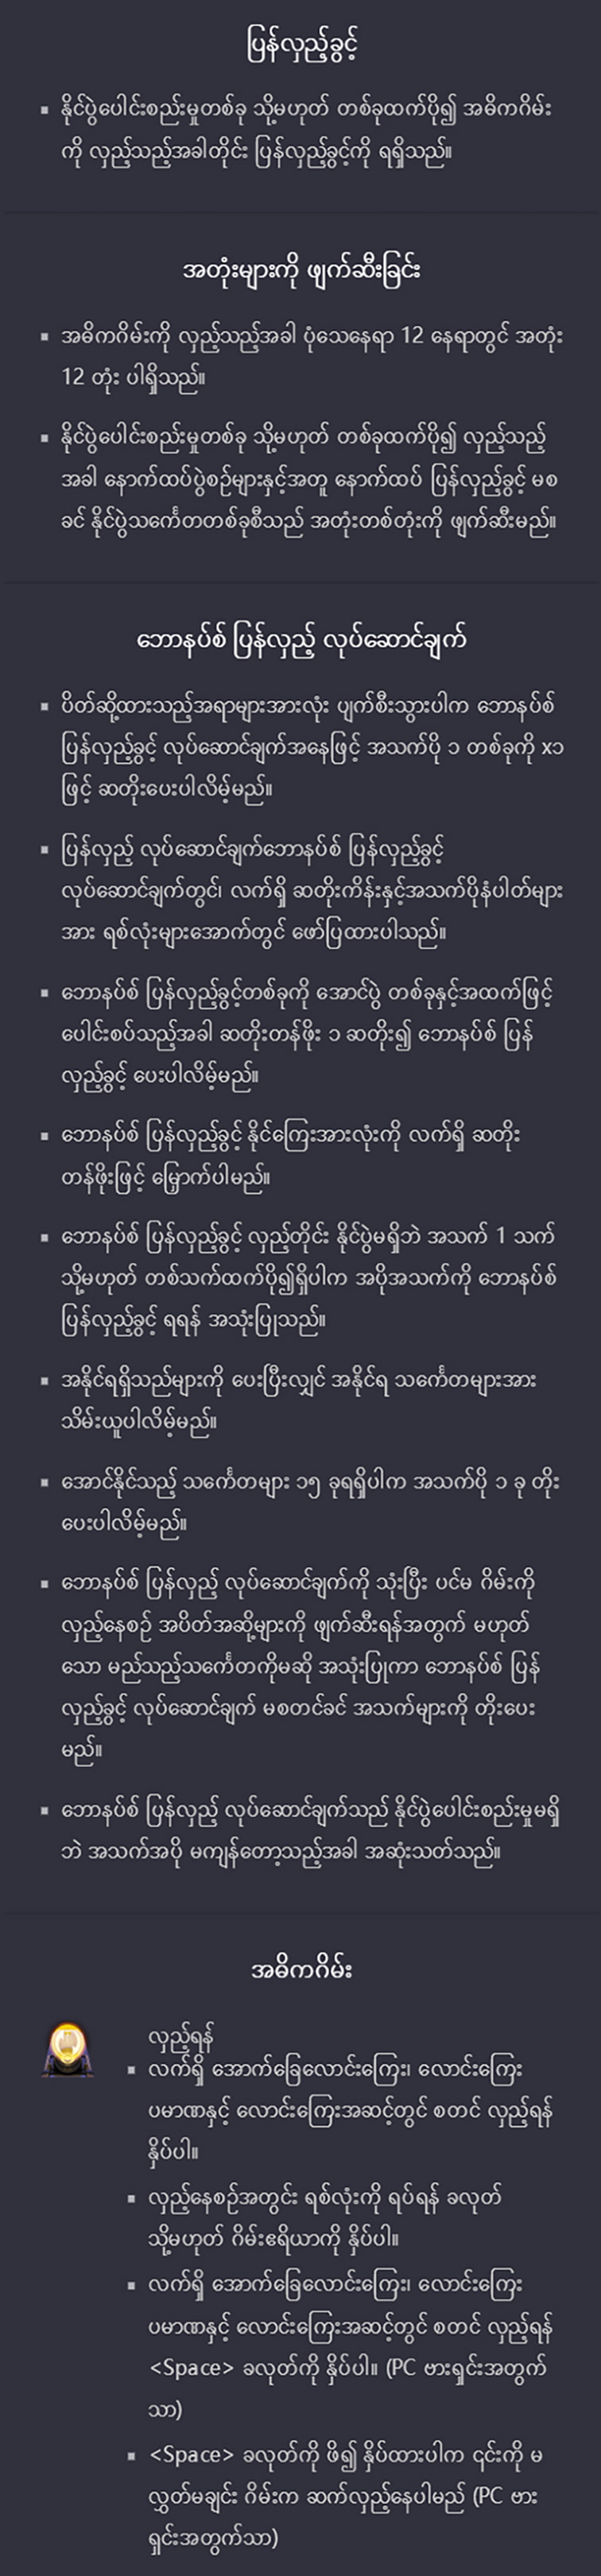 ပြန်လှည့်ခွင့်
နိုင်ပွဲပေါင်းစည်းမှုတစ်ခု သို့မဟုတ် တစ်ခုထက်ပို၍ အဓိကဂိမ်း
ကို လှည့်သည့်အခါတိုင်း ပြန်လှည့်ခွင့်ကို ရရှိသည်။
အတုံးများကို ဖျက်ဆီးခြင်း
အဓိကဂိမ်းကို လှည့်သည့်အခါ ပုံသေနေရာ 12 နေရာတွင် အတုံး
12 တုံး ပါရှိသည်။
နိုင်ပွဲပေါင်းစည်းမှုတစ်ခု သို့မဟုတ် တစ်ခုထက်ပို၍ လှည့်သည့်
အခါ နောက်ထပ်ပွဲစဉ်များနှင့်အတူ နောက်ထပ် ပြန်လှည့်ခွင့် မစ
ခင် နိုင်ပွဲသင်္ကေတတစ်ခုစီသည် အတုံးတစ်တုံးကို ဖျက်ဆီးမည်။
ဘောနပ်စ် ပြန်လှည့် လုပ်ဆောင်ချက်
ပိတ်ဆို့ထားသည့်အရာများအားလုံး ပျက်စီးသွားပါက ဘောနပ်စ်
ပြန်လှည့်ခွင့် လုပ်ဆောင်ချက်အနေဖြင့် အသက်ပို ၁ တစ်ခုကို x၁
ဖြင့် ဆတိုးပေးပါလိမ့်မည်။
ပြန်လှည့် လုပ်ဆောင်ချက်ဘောနပ်စ် ပြန်လှည့်ခွင့်
လုပ်ဆောင်ချက်တွင်၊ လက်ရှိ ဆတိုးကိန်းနှင့်အသက်ပိုနံပါတ်များ
အား ရစ်လုံးများအောက်တွင် ဖော်ပြထားပါသည်။
ဘောနပ်စ် ပြန်လှည့်ခွင့်တစ်ခုကို အောင်ပွဲ တစ်ခုနှင့်အထက်ဖြင့်
ပေါင်းစပ်သည့်အခါ ဆတိုးတန်ဖိုး ၁ ဆတိုး၍ ဘောနပ်စ် ပြန်
လှည့်ခွင့် ပေးပါလိမ့်မည်။
ဘောနပ်စ် ပြန်လှည့်ခွင့် နိုင်ကြေးအားလုံးကို လက်ရှိ ဆတိုး
တန်ဖိုးဖြင့် မြှောက်ပါမည်။
ဘောနပ်စ် ပြန်လှည့်ခွင့် လှည့်တိုင်း နိုင်ပွဲမရှိဘဲ အသက် 1 သက်
သို့မဟုတ် တစ်သက်ထက်ပို၍ရှိပါက အပိုအသက်ကို ဘောနပ်စ်
ပြန်လှည့်ခွင့် ရရန် အသုံးပြုသည်။
အနိုင်ရရှိသည်များကို ပေးပြီးလျှင် အနိုင်ရ သင်္ကေတများအား
သိမ်းယူပါလိမ့်မည်။
အောင်နိုင်သည့် သင်္ကေတများ ၁၅ ခုရရှိပါက အသက်ပို ၁ ခု တိုး
ပေးပါလိမ့်မည်။
ဘောနပ်စ် ပြန်လှည့် လုပ်ဆောင်ချက်ကို သုံးပြီး ပင်မ ဂိမ်းကို
လှည့်နေစဉ် အပိတ်အဆို့များကို ဖျက်ဆီးရန်အတွက် မဟုတ်
သော မည်သည့်သင်္ကေတကိုမဆို အသုံးပြုကာ ဘောနပ်စ် ပြန်
လှည့်ခွင့် လုပ်ဆောင်ချက် မစတင်ခင် အသက်များကို တိုးပေး
မည်။
ဘောနပ်စ် ပြန်လှည့် လုပ်ဆောင်ချက်သည် နိုင်ပွဲပေါင်းစည်းမှုမရှိ
ဘဲ အသက်အပို မကျန်တော့သည့်အခါ အဆုံးသတ်သည်။
အဓိကဂိမ်း
လှည့်ရန်
လက်ရှိ အောက်ခြေလောင်းကြေး၊ လောင်းကြေး
ပမာဏနှင့် လောင်းကြေးအဆင့်တွင် စတင် လှည့်ရန်
နှိပ်ပါ။
လှည့်နေစဉ်အတွင်း ရစ်လုံးကို ရပ်ရန် ခလုတ်
သို့မဟုတ် ဂိမ်းဧရိယာကို နှိပ်ပါ။
လက်ရှိ အောက်ခြေလောင်းကြေး၊ လောင်းကြေး
ပမာဏနှင့် လောင်းကြေးအဆင့်တွင် စတင် လှည့်ရန်
<Space> ခလုတ်ကို နှိပ်ပါ။ (PC ဗားရှင်းအတွက်
သာ)
<Space> ခလုတ်ကို ဖိ၍ နှိပ်ထားပါက ၎င်းကို မ
လွှတ်မချင်း ဂိမ်းက ဆက်လှည့်နေပါမည် (PC ဗား
ရှင်းအတွက်သာ)